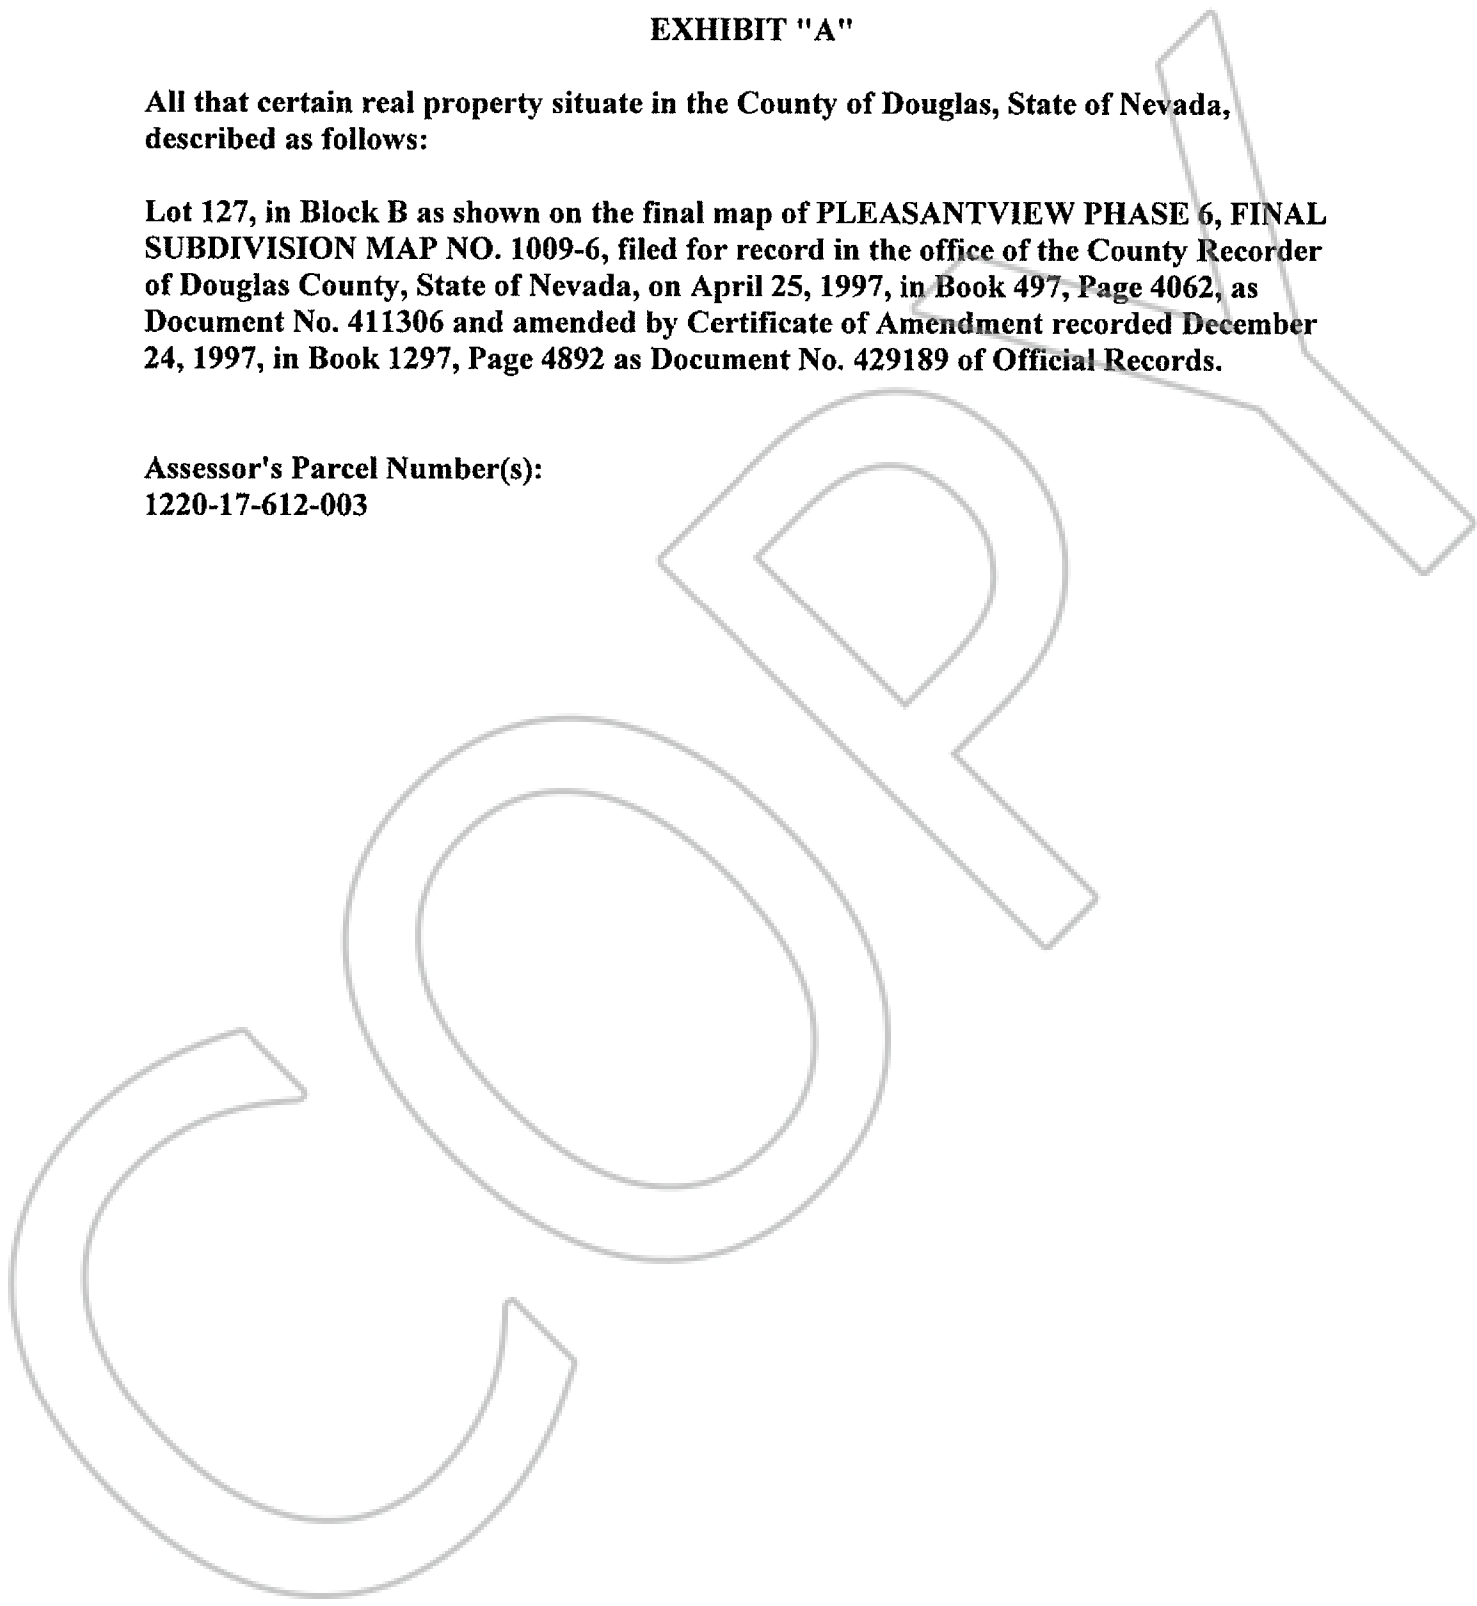 EXHIBIT "A"
All that certain real property situate in the County of Douglas, State of Nevada,
described as follows:
Lot 127, in Block B as shown on the final map of PLEASANTVIEW PHASE 6, FINAL
SUBDIVISION MAP NO. 1009-6, filed for record in the office of the County Recorder
of Douglas County, State of Nevada, on April 25, 1997, in Book 497, Page 4062, as
Document No. 411306 and amended by Certificate of Amendment recorded December
24, 1997, in Book 1297, Page 4892 as Document No. 429189 of Official Records.
Assessor's Parcel Number(s):
1220-17-612-003
COPY